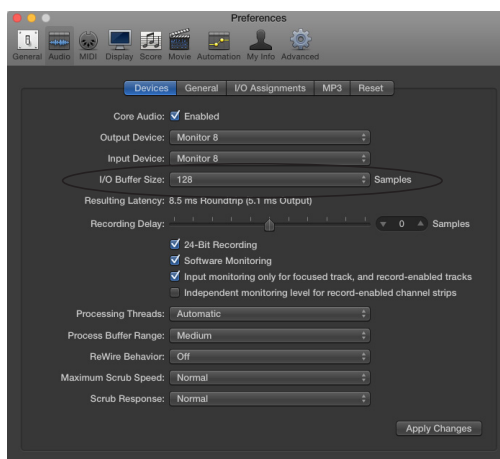 Preferences
General Audio MIDI Display Score Movie Automation My Info Advanced
Devices General I/O Assignments MP3 Reset
Core Audio: Enabled
Output Device: Monitor 8
Input Device: Monitor 8
I/O Buffer Size: 128 Samples
Resulting Latency: 8.5 ms Roundtrip (5.1 ms Output)
Recording Delay: 0 Samples
24-Bit Recording
Software Monitoring
Input monitoring only for focused track, and record-enabled tracks
Independent monitoring level for record-enabled channel strips
Processing Threads: Automatic
Process Buffer Range: Medium
ReWire Behavior: Off
Maximum Scrub Speed: Normal
Scrub Response: Normal
Apply Changes